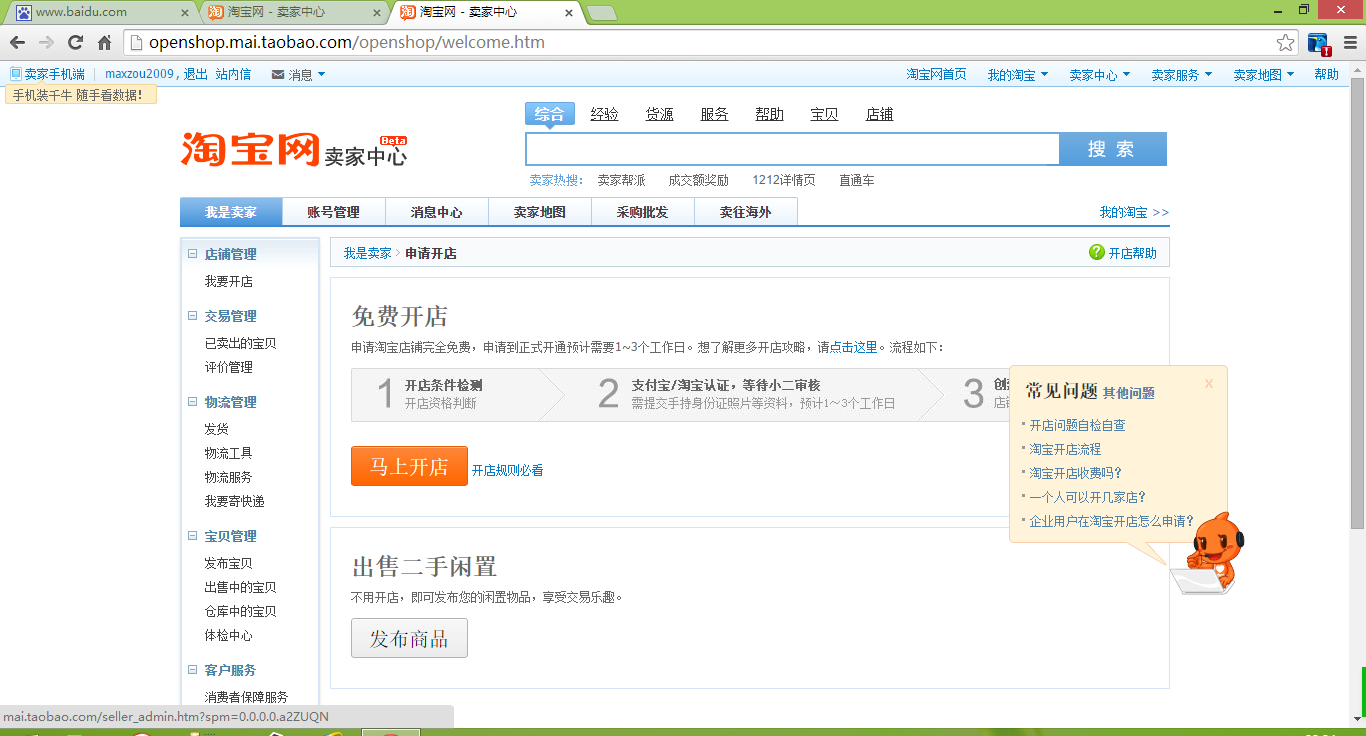 www.baidu.com
淘宝网 - 卖家中心
淘宝网 - 卖家中心
openshop.mai.taobao.com/openshop/welcome.htm
卖家手机端 maxzou2009，退出 站内信 消息
淘宝网首页 我的淘宝 卖家中心 卖家服务 卖家地图 帮助
手机装千牛 随手看数据!
淘宝网 卖家中心 Beta
综合 经验 货源 服务 帮助 宝贝 店铺
搜 索
卖家热搜： 卖家帮派 成交额奖励 1212详情页 直通车
我是卖家 账号管理 消息中心 卖家地图 采购批发 卖往海外
我的淘宝 >>
店铺管理
我要开店
交易管理
已卖出的宝贝
评价管理
物流管理
发货
物流工具
物流服务
我要寄快递
宝贝管理
发布宝贝
出售中的宝贝
仓库中的宝贝
体检中心
客户服务
消费者保障服务
我是卖家 > 申请开店
? 开店帮助
免费开店
申请淘宝店铺完全免费，申请到正式开通预计需要1~3个工作日。想了解更多开店攻略，请点击这里。流程如下：
1 开店条件检测
开店资格判断
2 支付宝/淘宝认证，等待小二审核
需提交手持身份证照片等资料，预计1～3个工作日
3
马上开店 开店规则必看
出售二手闲置
不用开店，即可发布您的闲置物品，享受交易乐趣。
发布商品
常见问题 其他问题 x
· 开店问题自检自查
· 淘宝开店流程
· 淘宝开店收费吗?
· 一个人可以开几家店?
· 企业用户在淘宝开店怎么申请?
mai.taobao.com/seller_admin.htm?spm=0.0.0.0.a2ZUQN